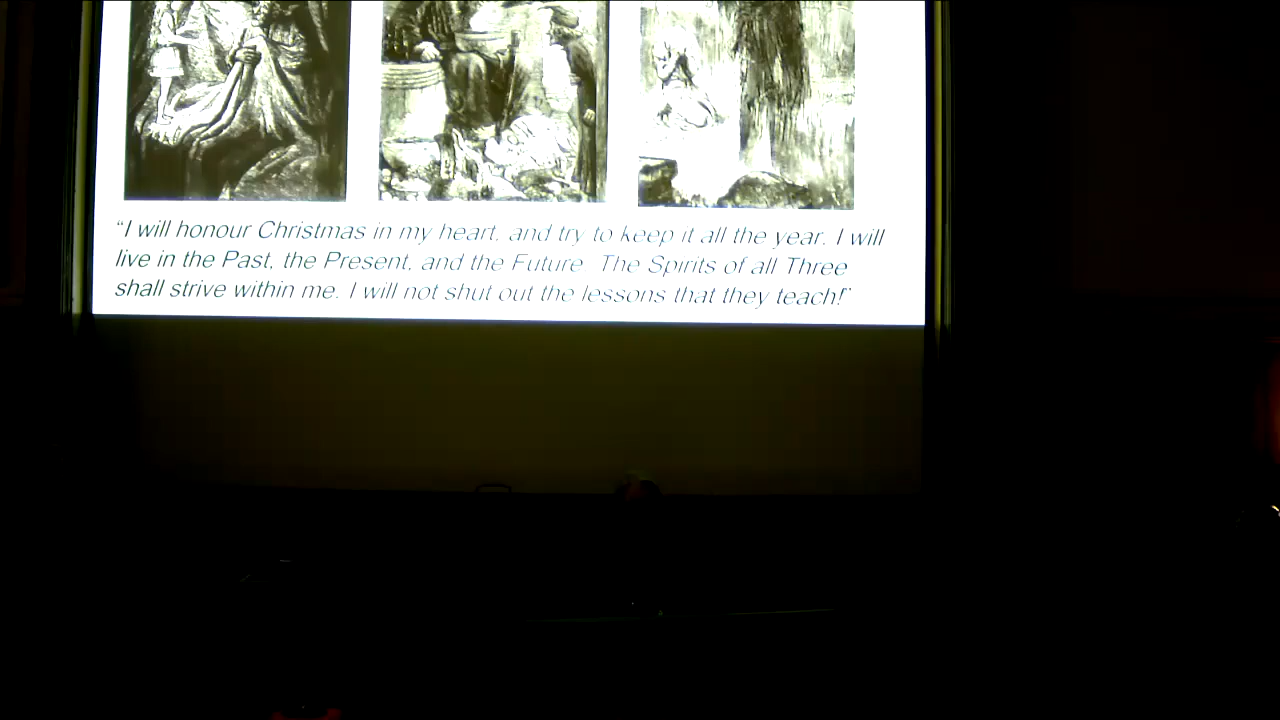 “I will honour Christmas in my heart, and try to keep it all the year. I will
live in the Past, the Present, and the Future. The Spirits of all Three
shall strive within me. I will not shut out the lessons that they teach!”